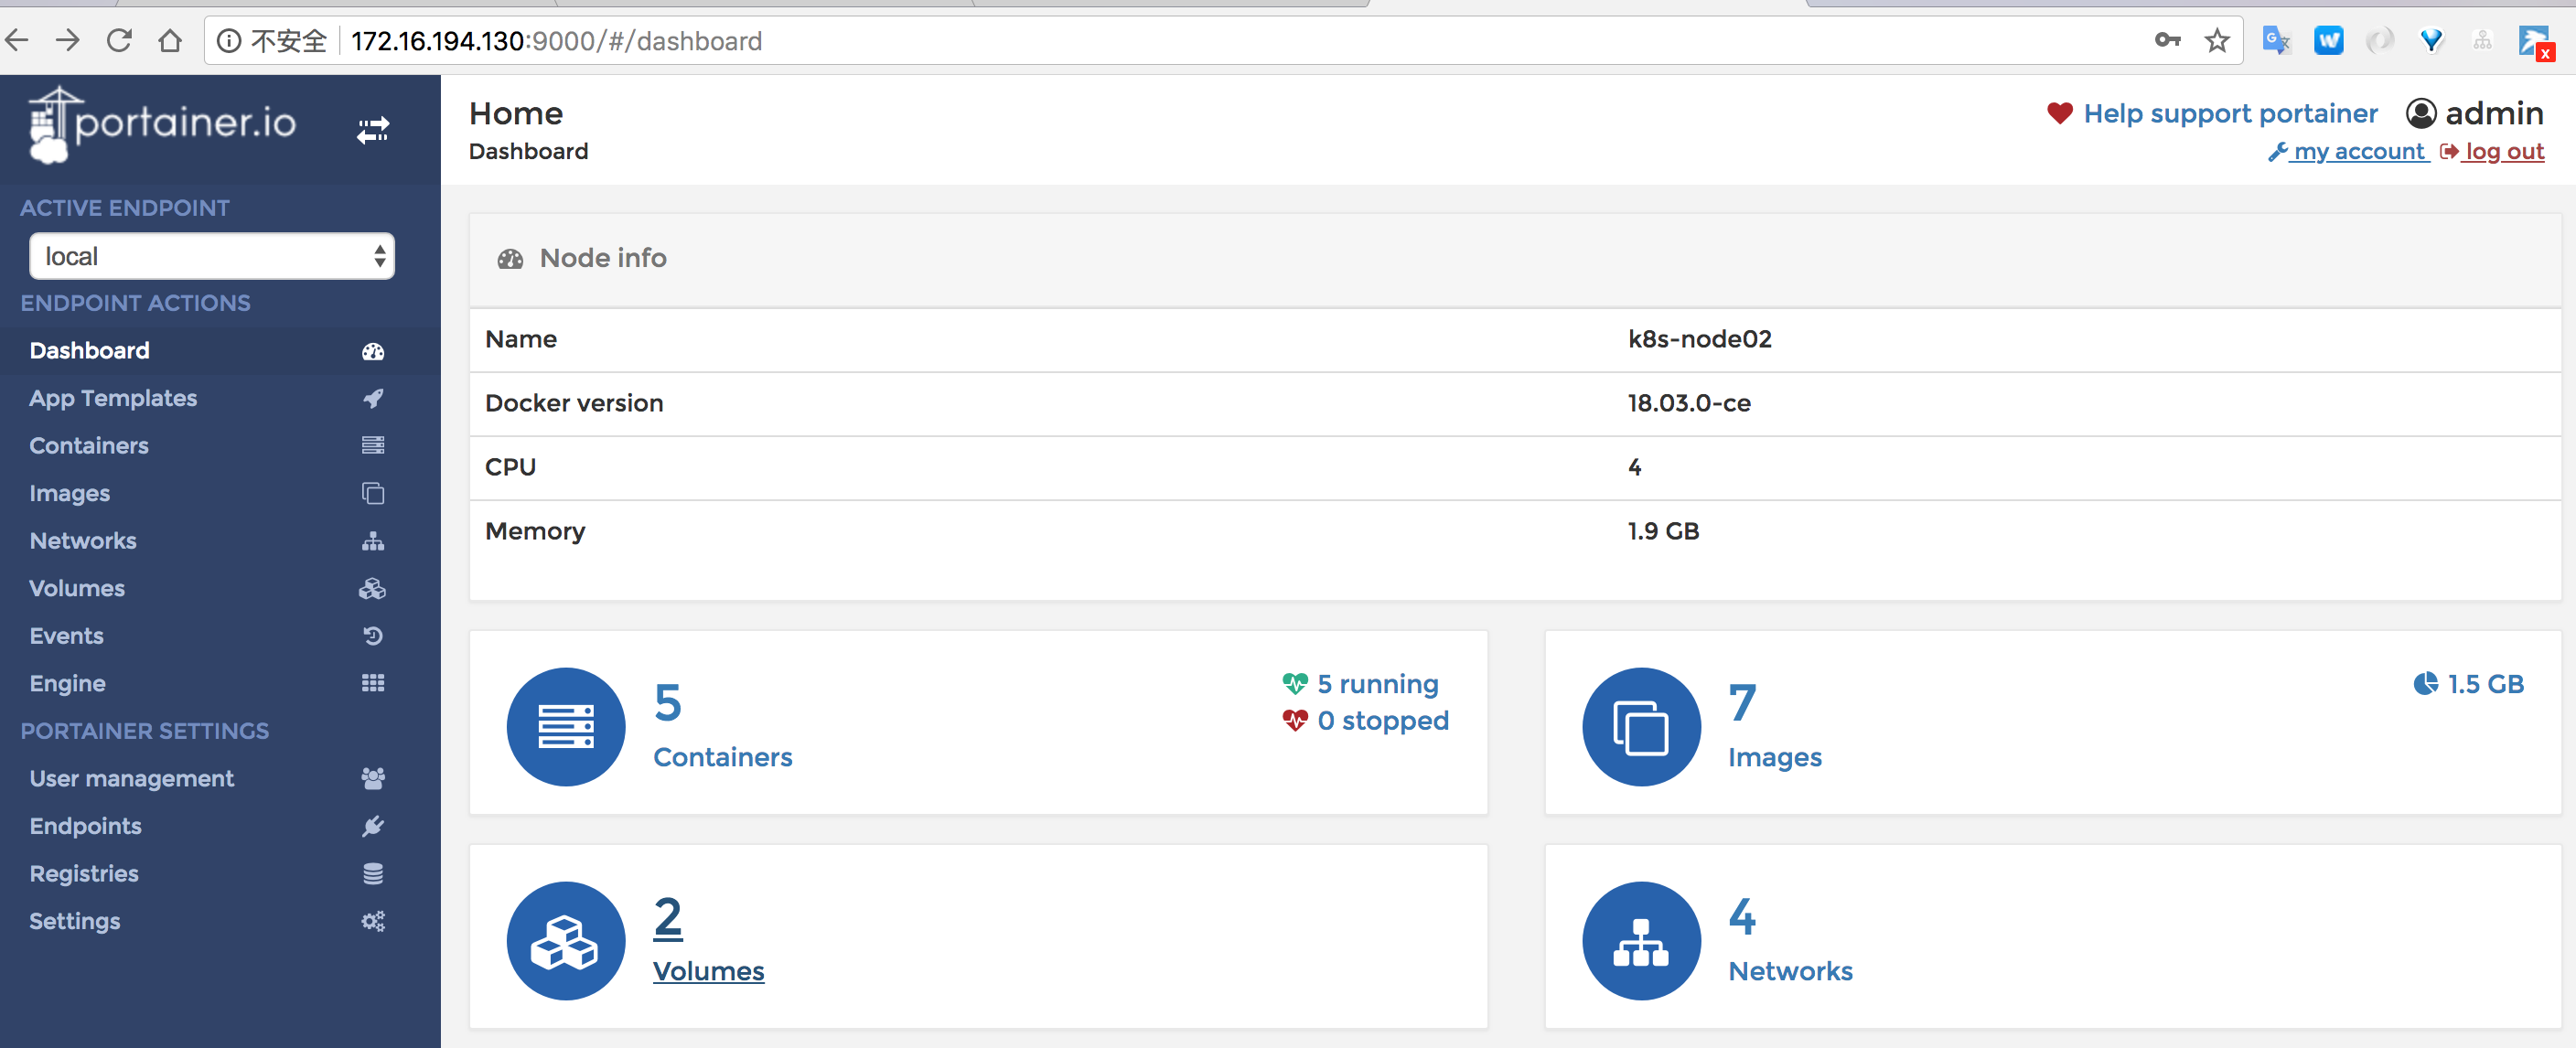 不安全 172.16.194.130:9000/#/dashboard
portainer.io
ACTIVE ENDPOINT
local
ENDPOINT ACTIONS
Dashboard
App Templates
Containers
Images
Networks
Volumes
Events
Engine
PORTAINER SETTINGS
User management
Endpoints
Registries
Settings
Home
Dashboard
Help support portainer admin
my account log out
Node info
Name k8s-node02
Docker version 18.03.0-ce
CPU 4
Memory 1.9 GB
5
Containers
5 running
0 stopped
7
Images
1.5 GB
2
Volumes
4
Networks